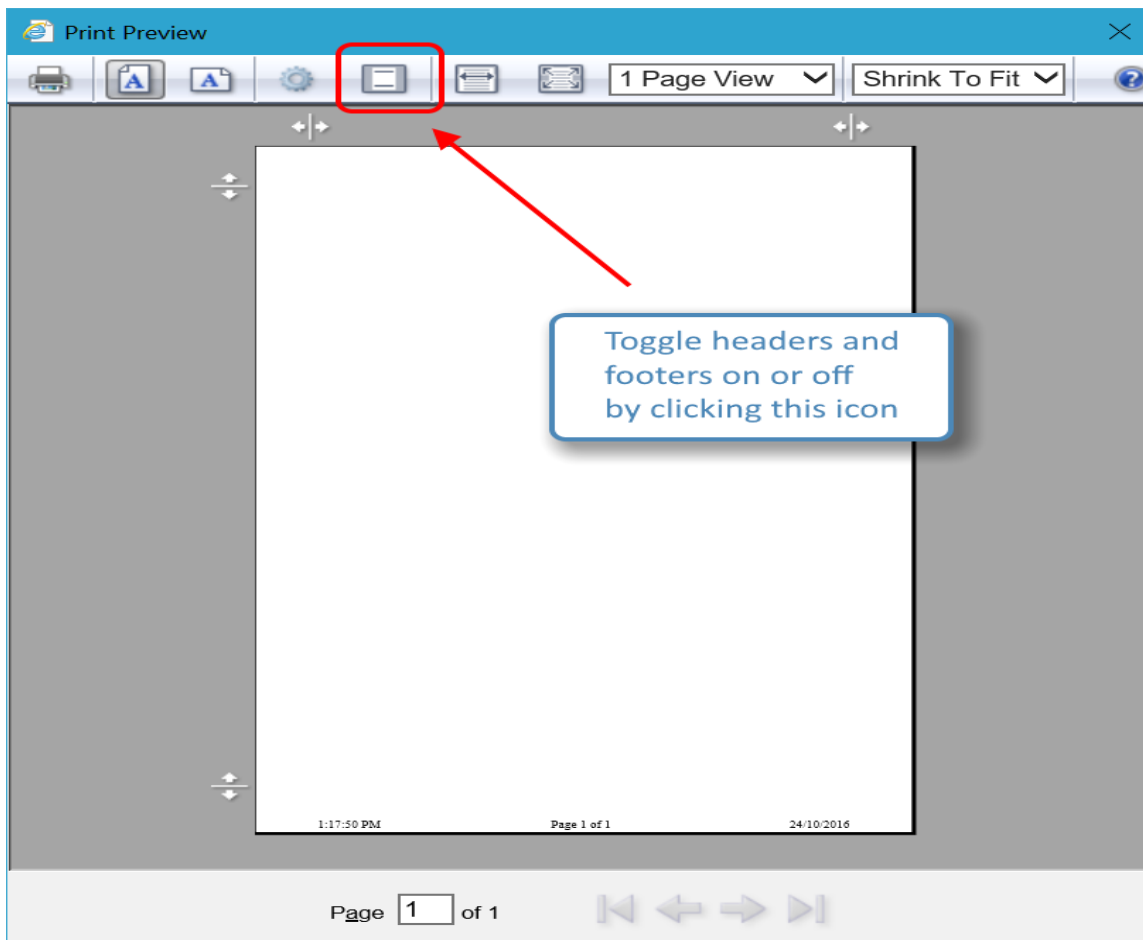 Print Preview
A A 1 Page View Shrink To Fit ?
Toggle headers and
footers on or off
by clicking this icon
1:17:50 PM Page 1 of 1 24/10/2016
Page 1 of 1